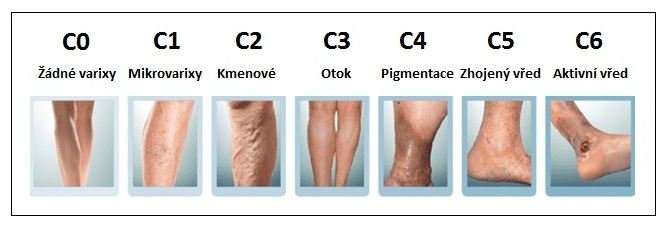 C0 C1 C2 C3 C4 C5 C6
Žádné varixy Mikrovarixy Kmenové Otok Pigmentace Zhojený vřed Aktivní vřed